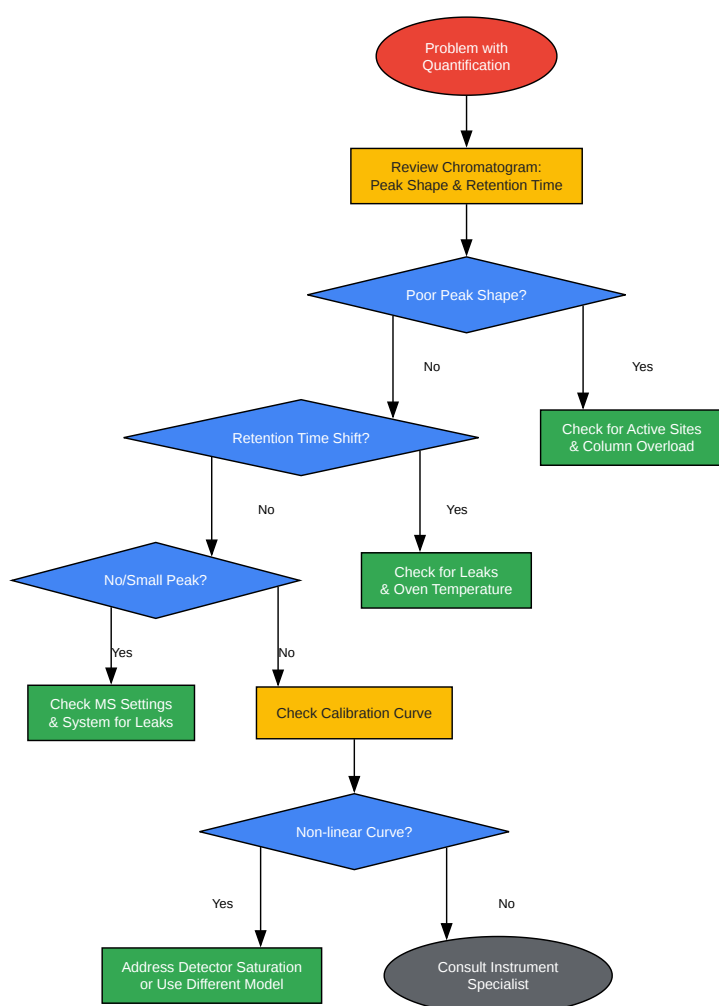 Problem with
Quantification
Review Chromatogram:
Peak Shape & Retention Time
Poor Peak Shape?
No
Yes
Check for Active Sites
& Column Overload
Retention Time Shift?
No
Yes
Check for Leaks
& Oven Temperature
No/Small Peak?
Yes
No
Check MS Settings
& System for Leaks
Check Calibration Curve
Non-linear Curve?
Yes
No
Address Detector Saturation
or Use Different Model
Consult Instrument
Specialist